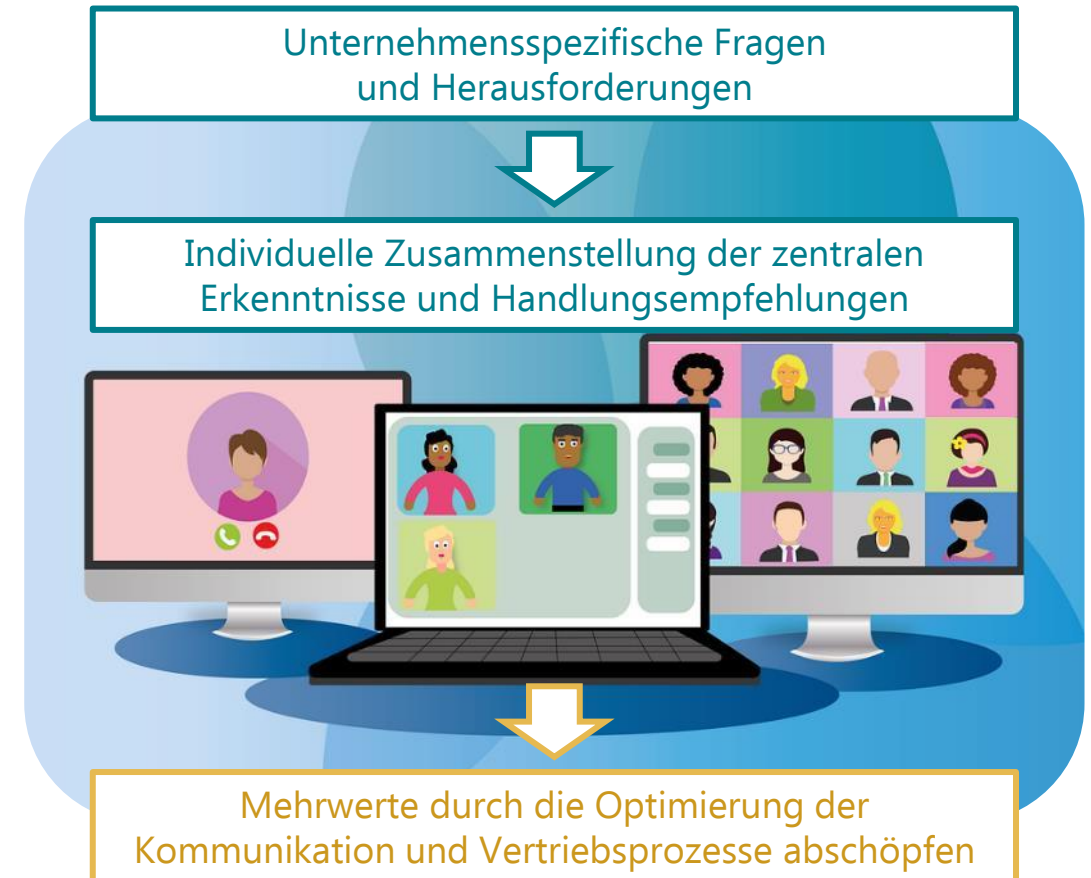 Unternehmensspezifische Fragen
und Herausforderungen
Individuelle Zusammenstellung der zentralen
Erkenntnisse und Handlungsempfehlungen
Mehrwerte durch die Optimierung der
Kommunikation und Vertriebsprozesse abschöpfen